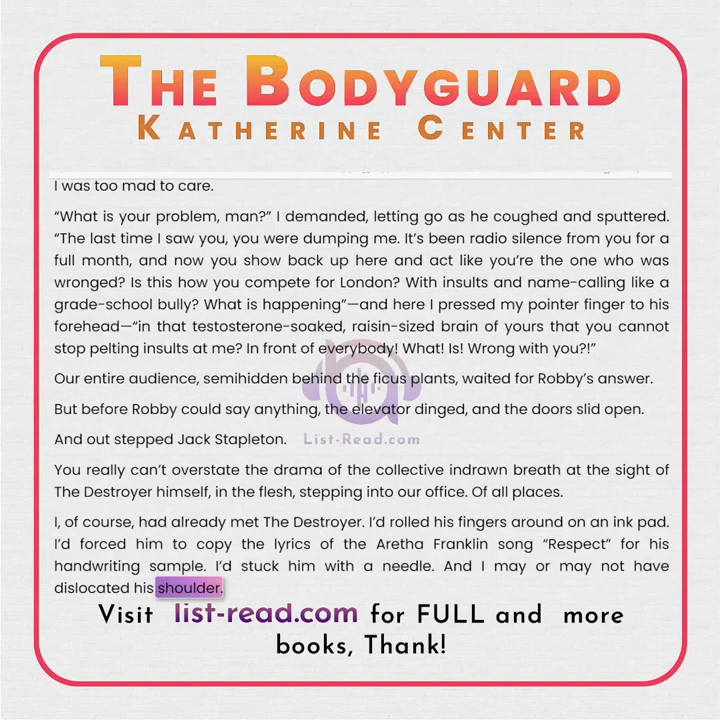 THE BODYGUARD
KATHERINE CENTER
I was too mad to care.
“What is your problem, man?” I demanded, letting go as he coughed and sputtered.
“The last time I saw you, you were dumping me. It’s been radio silence from you for a
full month, and now you show back up here and act like you’re the one who was
wronged? Is this how you compete for London? With insults and name-calling like a
grade-school bully? What is happening”—and here I pressed my pointer finger to his
forehead—“in that testosterone-soaked, raisin-sized brain of yours that you cannot
stop pelting insults at me? In front of everybody! What! Is! Wrong with you?!”
Our entire audience, semihidden behind the ficus plants, waited for Robby’s answer.
But before Robby could say anything, the elevator dinged, and the doors slid open.
And out stepped Jack Stapleton.
List-Read.com
You really can’t overstate the drama of the collective indrawn breath at the sight of
The Destroyer himself, in the flesh, stepping into our office. Of all places.
I, of course, had already met The Destroyer. I’d rolled his fingers around on an ink pad.
I’d forced him to copy the lyrics of the Aretha Franklin song “Respect” for his
handwriting sample. I’d stuck him with a needle. And I may or may not have
dislocated his shoulder.
Visit list-read.com for FULL and more
books, Thank!